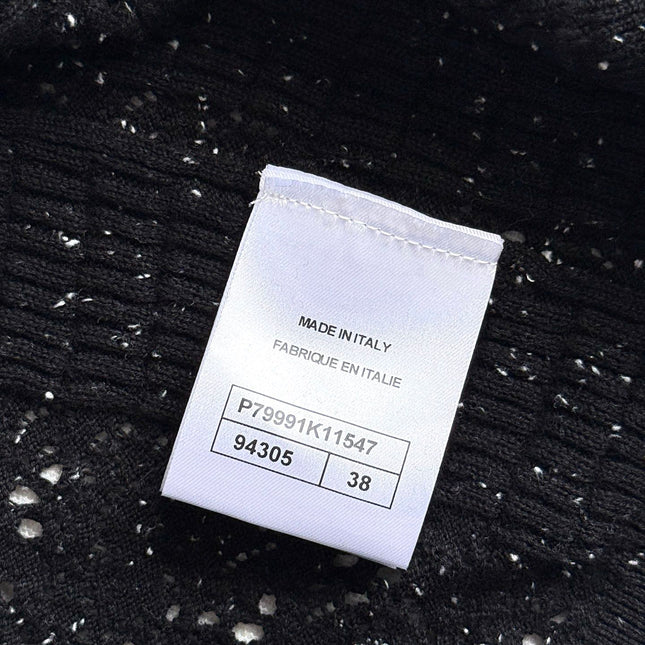 MADE IN ITALY
FABRIQUE EN ITALIE
P79991K11547
94305 38